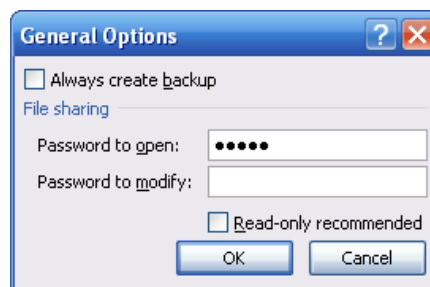 General Options
Always create backup
File sharing
Password to open: •••••
Password to modify:
Read-only recommended
OK Cancel